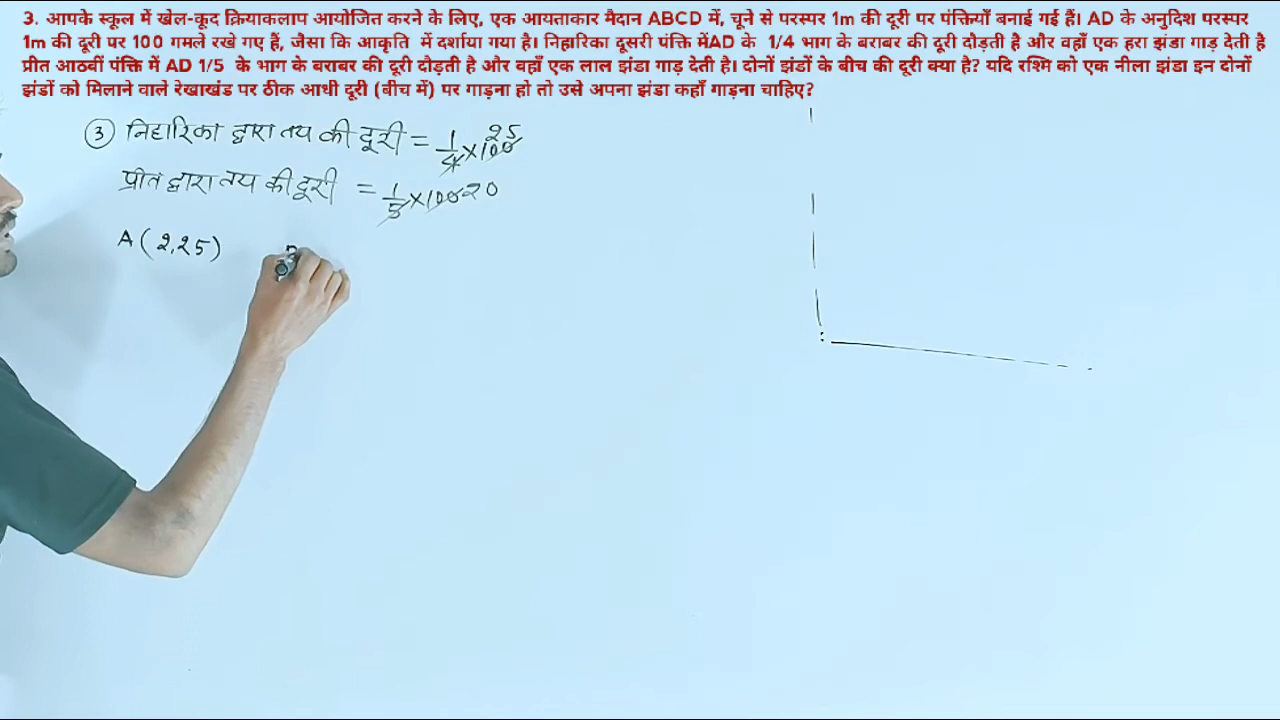 3. आपके स्कूल में खेल-कूद क्रियाकलाप आयोजित करने के लिए, एक आयताकार मैदान ABCD में, चूने से परस्पर 1m की दूरी पर पंक्तियाँ बनाई गई हैं। AD के अनुदिश परस्पर
1m की दूरी पर 100 गमले रखे गए हैं, जैसा कि आकृति में दर्शाया गया है। निहारिका दूसरी पंक्ति मेंAD के 1/4 भाग के बराबर की दूरी दौड़ती है और वहाँ एक हरा झंडा गाड़ देती है
प्रीत आठवीं पंक्ति में AD 1/5 के भाग के बराबर की दूरी दौड़ती है और वहाँ एक लाल झंडा गाड़ देती है। दोनों झंडों के बीच की दूरी क्या है? यदि रश्मि को एक नीला झंडा इन दोनों
झंडों को मिलाने वाले रेखाखंड पर ठीक आधी दूरी (बीच में) पर गाड़ना हो तो उसे अपना झंडा कहाँ गाड़ना चाहिए?
③ निहारिका द्वारा तय की दूरी = 1/4 × 100 25
प्रीत द्वारा तय की दूरी = 1/5 × 100 20
A (2,25)